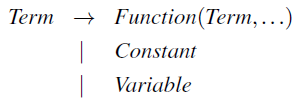 Term → Function(Term,...)
| Constant
| Variable